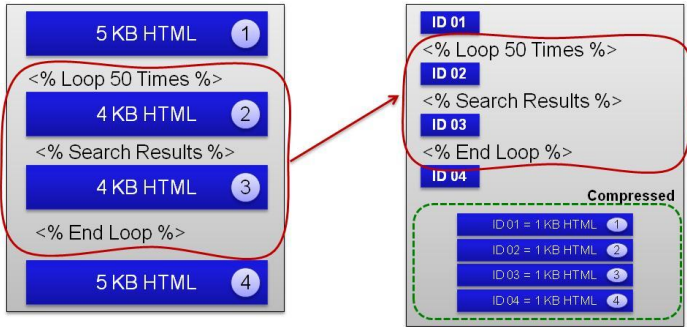 5 KB HTML 1
<% Loop 50 Times %>
4 KB HTML 2
<% Search Results %>
4 KB HTML 3
<% End Loop %>
5 KB HTML 4
ID 01
<% Loop 50 Times %>
ID 02
<% Search Results %>
ID 03
<% End Loop %>
ID 04
Compressed
ID 01 = 1 KB HTML 1
ID 02 = 1 KB HTML 2
ID 03 = 1 KB HTML 3
ID 04 = 1 KB HTML 4